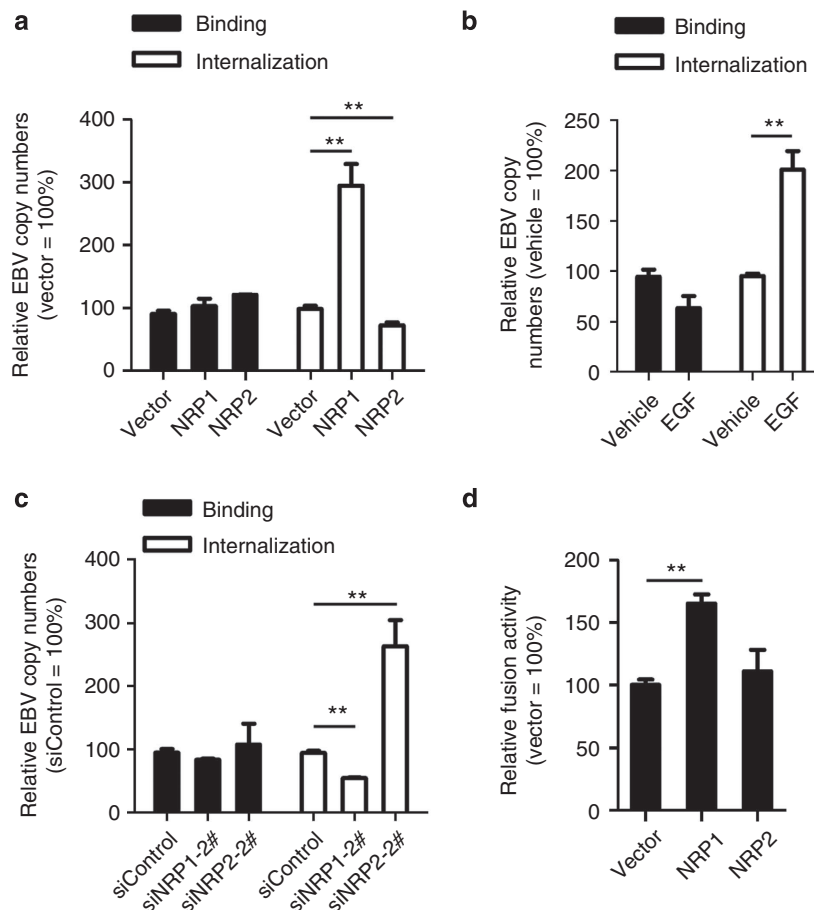 a
Binding
Internalization
Relative EBV copy numbers
(vector = 100%)
400
300
200
100
0
**
**
Vector
NRP1
NRP2
Vector
NRP1
NRP2
b
Binding
Internalization
Relative EBV copy
numbers (vehicle = 100%)
250
200
150
100
50
0
**
Vehicle
EGF
Vehicle
EGF
c
Binding
Internalization
Relative EBV copy numbers
(siControl = 100%)
400
300
200
100
0
**
**
siControl
siNRP1-2#
siNRP2-2#
siControl
siNRP1-2#
siNRP2-2#
d
Relative fusion activity
(vector = 100%)
200
150
100
50
0
**
Vector
NRP1
NRP2